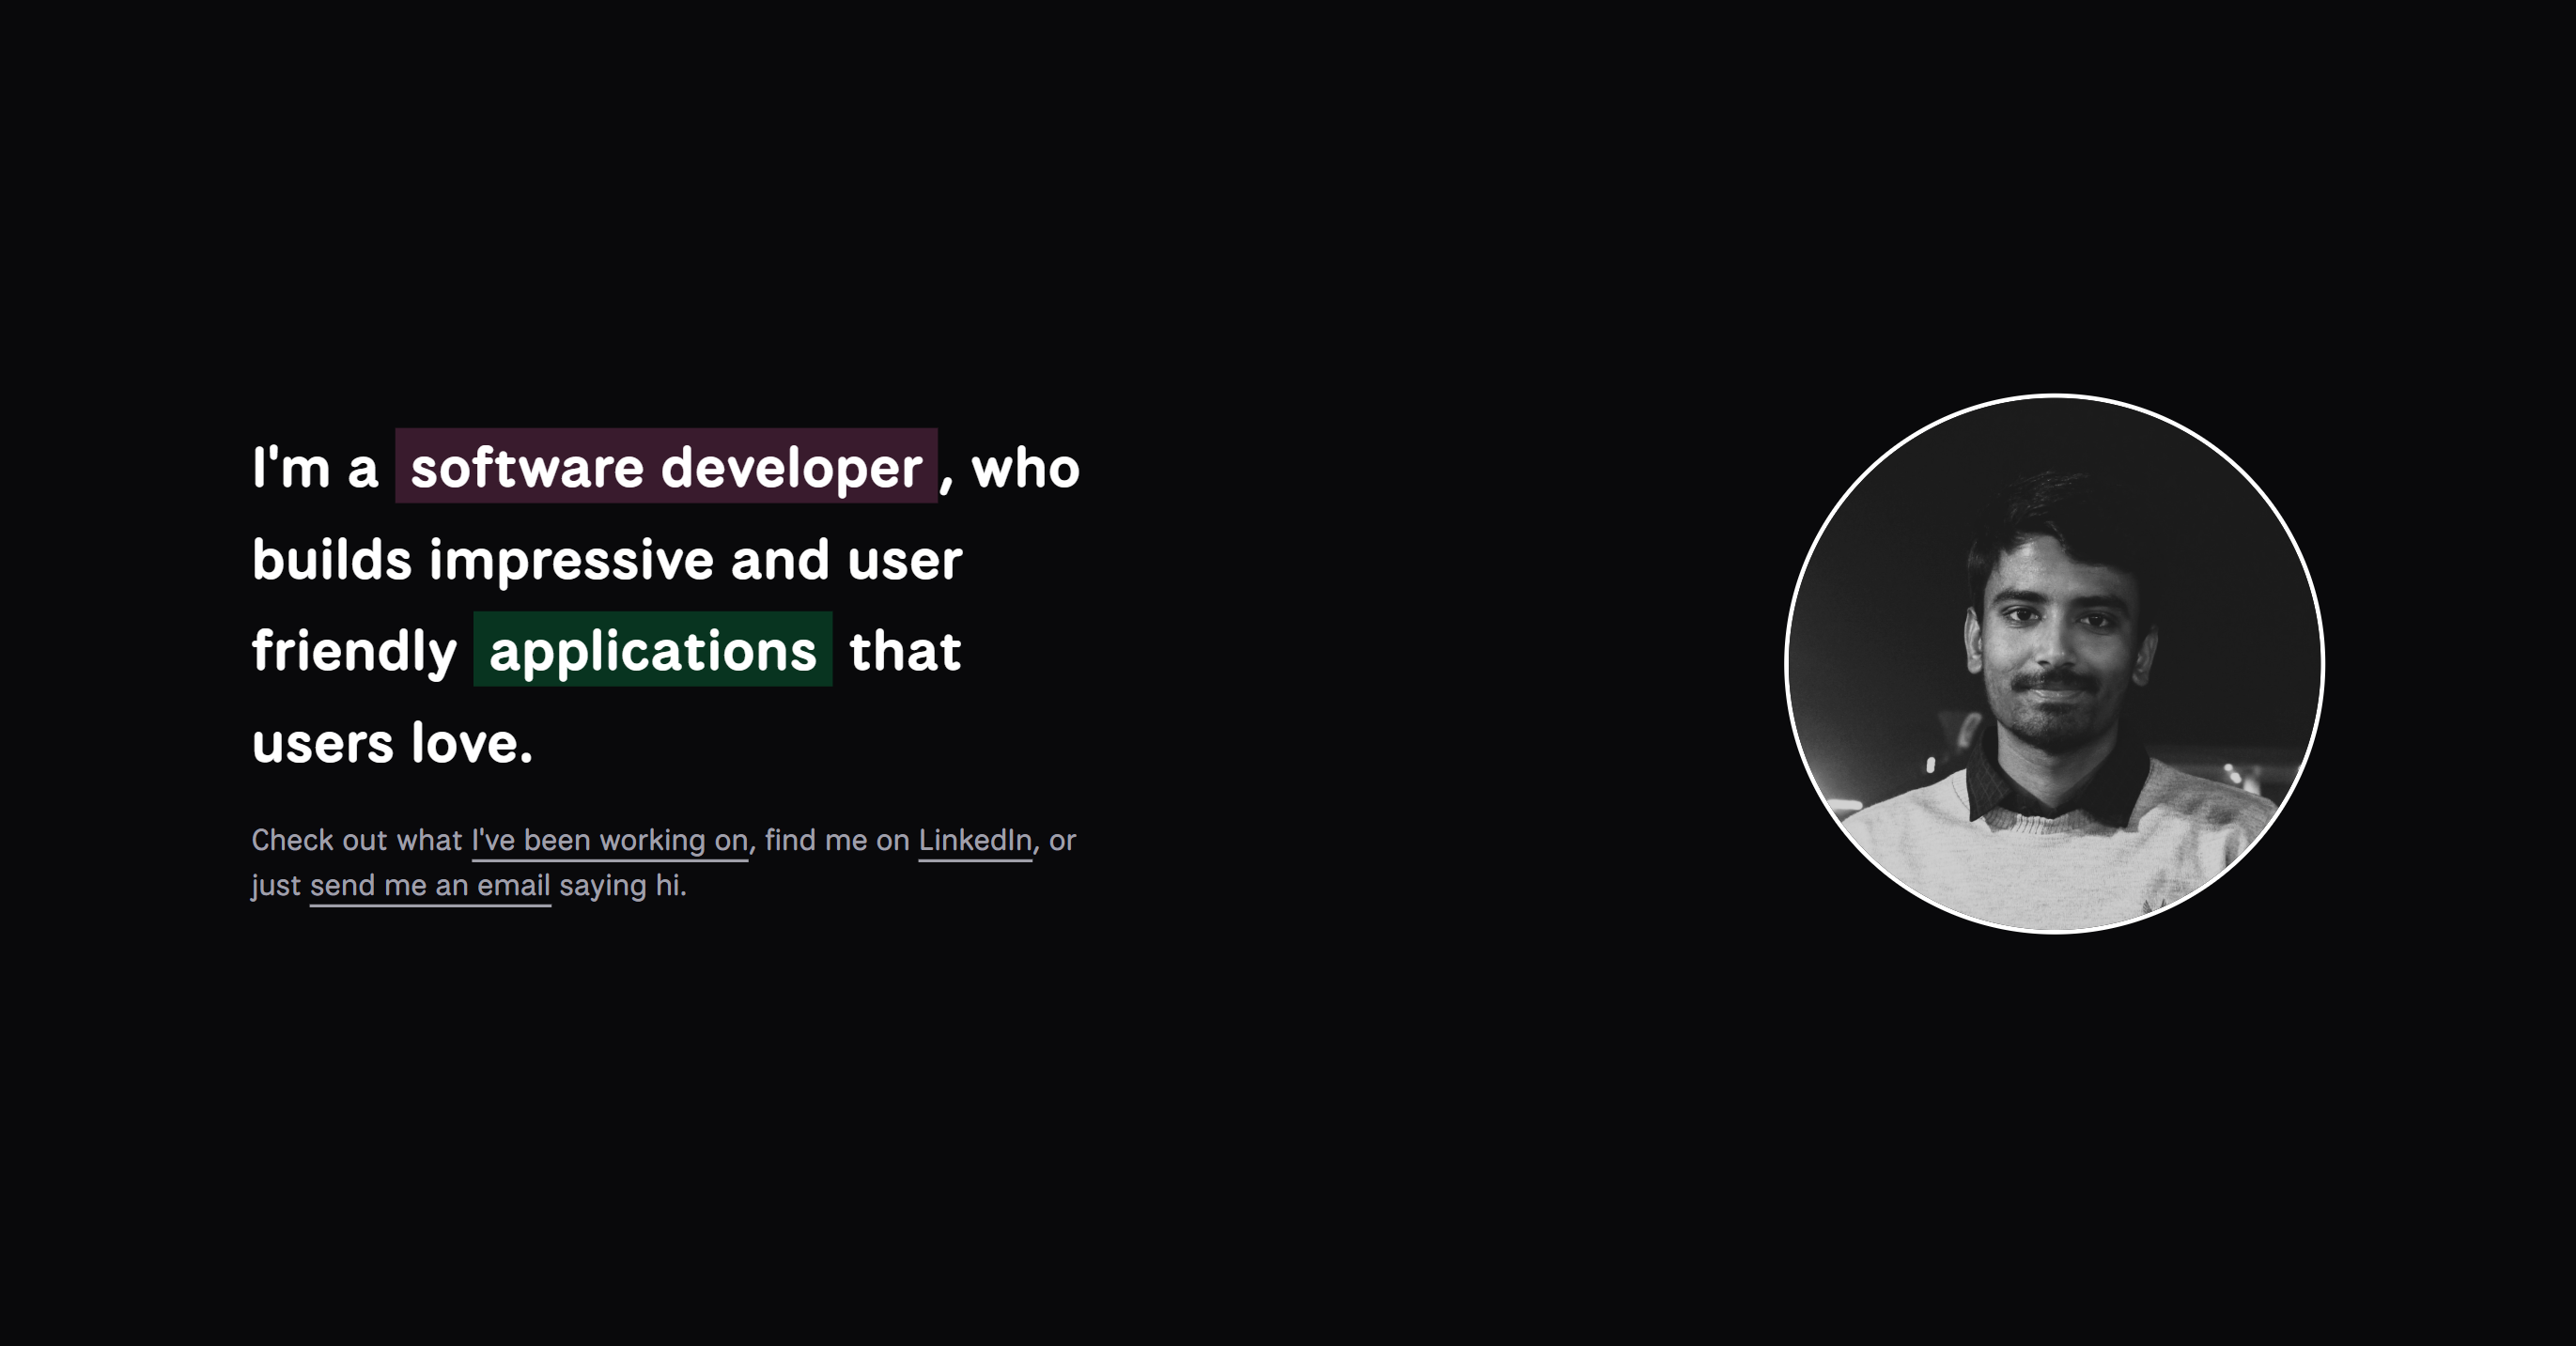 I'm a software developer, who
builds impressive and user
friendly applications that
users love.
Check out what I've been working on, find me on LinkedIn, or
just send me an email saying hi.